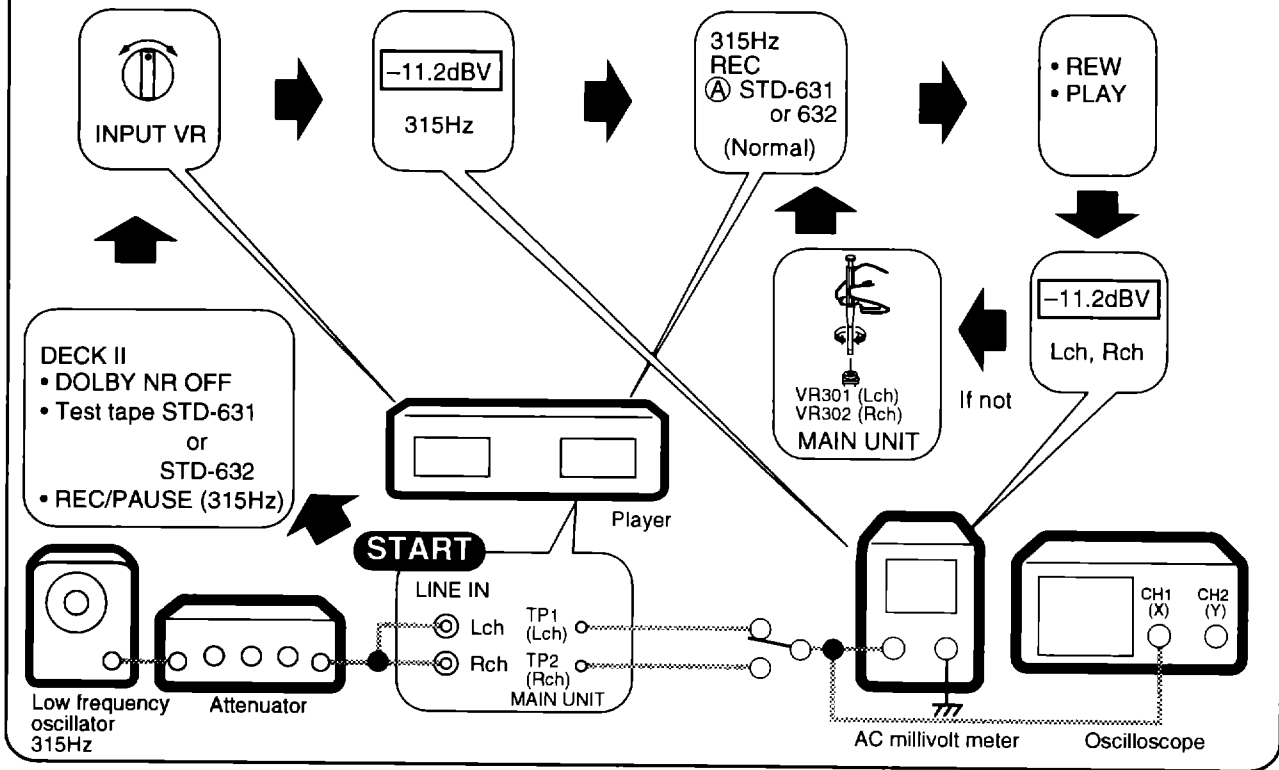 INPUT VR
–11.2dBV
315Hz
315Hz
REC
Ⓐ STD-631
or 632
(Normal)
• REW
• PLAY
DECK II
• DOLBY NR OFF
• Test tape STD-631
or
STD-632
• REC/PAUSE (315Hz)
VR301 (Lch)
VR302 (Rch)
MAIN UNIT
If not
–11.2dBV
Lch, Rch
Player
START
LINE IN
Lch
Rch
TP1
(Lch)
TP2
(Rch)
MAIN UNIT
CH1
(X)
CH2
(Y)
Low frequency
oscillator
315Hz
Attenuator
AC millivolt meter
Oscilloscope